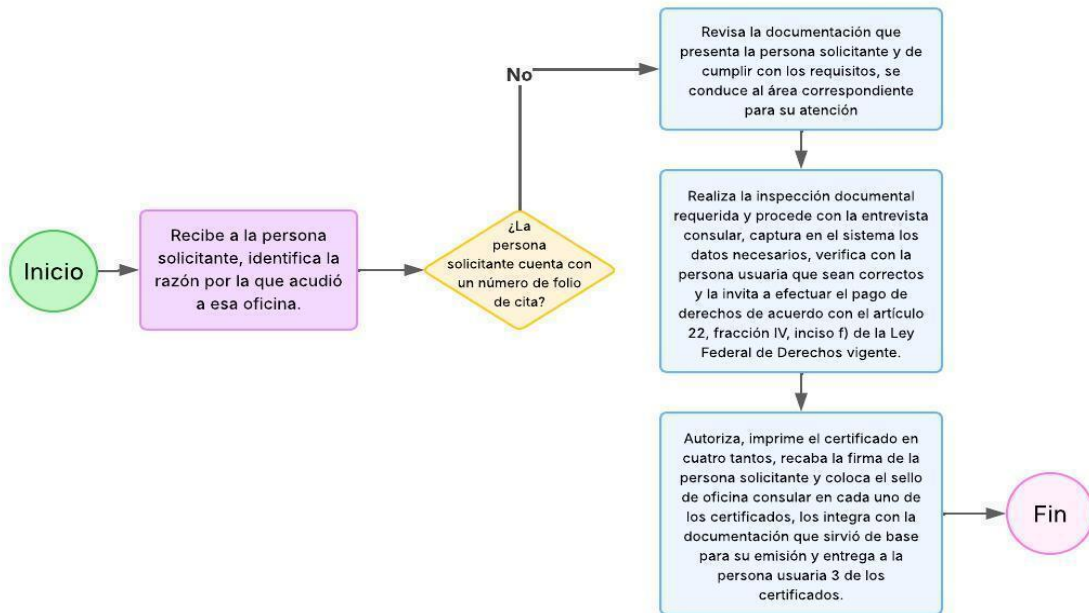 Inicio
Recibe a la persona
solicitante, identifica la
razón por la que acudió
a esa oficina.
¿La
persona
solicitante cuenta con
un número de folio
de cita?
No
Revisa la documentación que
presenta la persona solicitante y de
cumplir con los requisitos, se
conduce al área correspondiente
para su atención
Realiza la inspección documental
requerida y procede con la entrevista
consular, captura en el sistema los
datos necesarios, verifica con la
persona usuaria que sean correctos
y la invita a efectuar el pago de
derechos de acuerdo con el artículo
22, fracción IV, inciso f) de la Ley
Federal de Derechos vigente.
Autoriza, imprime el certificado en
cuatro tantos, recaba la firma de la
persona solicitante y coloca el sello
de oficina consular en cada uno de
los certificados, los integra con la
documentación que sirvió de base
para su emisión y entrega a la
persona usuaria 3 de los
certificados.
Fin